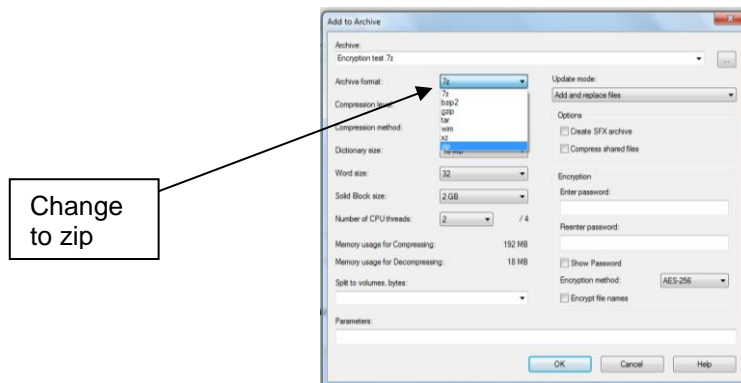 Change
to zip
Add to Archive
Archive:
Encryption test.7z
...
Archive format:
7z
7z
bzip2
gzip
tar
wim
xz
zip
Compression level:
Compression method:
Dictionary size:
Word size:
32
Solid Block size:
2 GB
Number of CPU threads:
2
/ 4
Memory usage for Compressing:
192 MB
Memory usage for Decompressing:
18 MB
Split to volumes, bytes:
Parameters:
Update mode:
Add and replace files
Options
Create SFX archive
Compress shared files
Encryption
Enter password:
Reenter password:
Show Password
Encryption method:
AES-256
Encrypt file names
OK
Cancel
Help